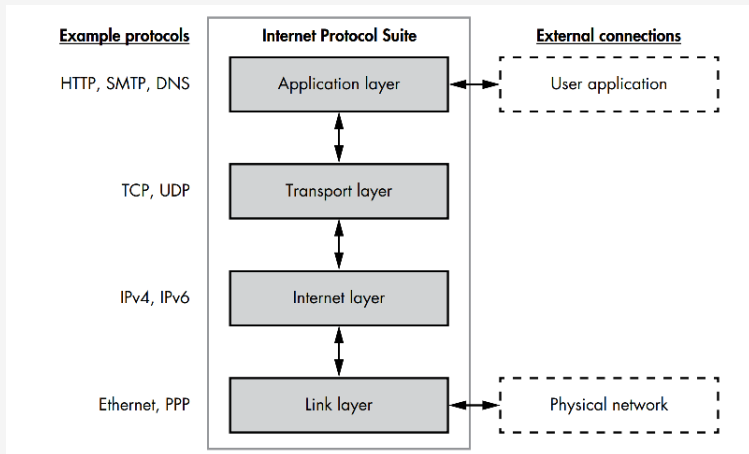 Example protocols
Internet Protocol Suite
External connections
HTTP, SMTP, DNS
Application layer
User application
TCP, UDP
Transport layer
IPv4, IPv6
Internet layer
Ethernet, PPP
Link layer
Physical network